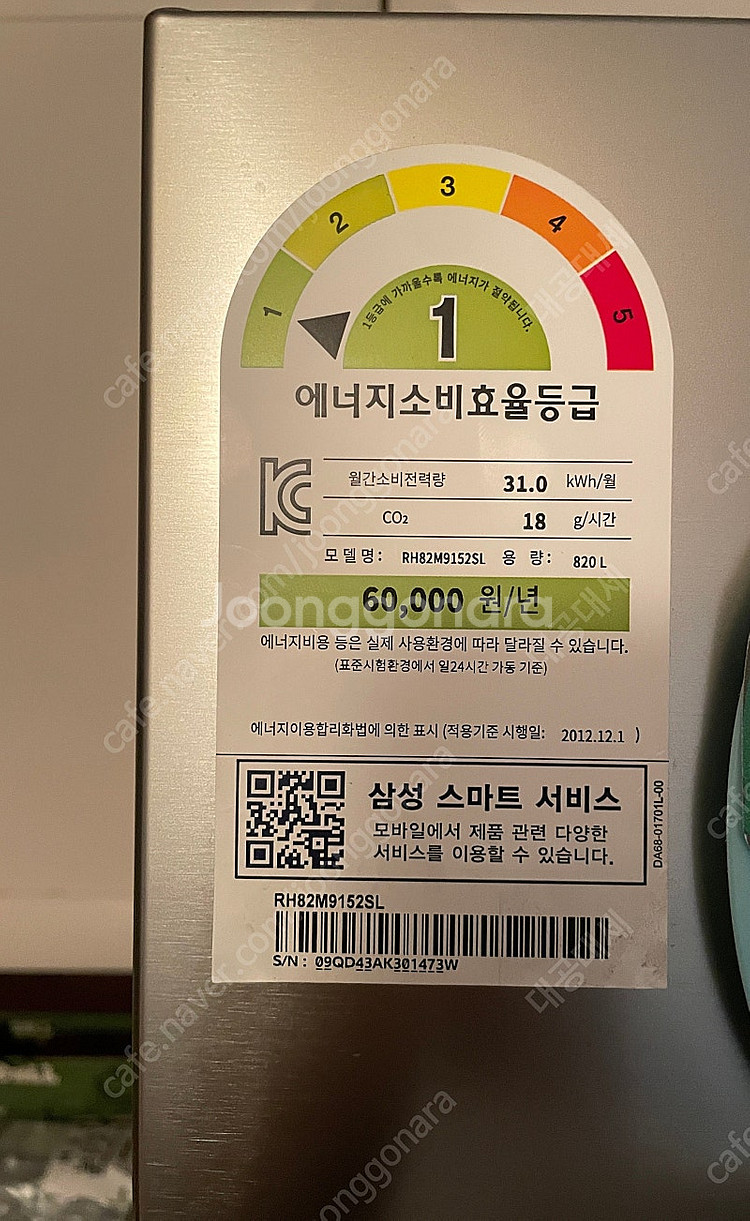 3
2
4
1
5
1등급에 가까울수록 에너지가 절약됩니다.
1
에너지소비효율등급
월간소비전력량 31.0 kWh/월
CO₂ 18 g/시간
모델명: RH82M9152SL 용량: 820 L
60,000 원/년
Joonggonara
에너지비용 등은 실제 사용환경에 따라 달라질 수 있습니다.
(표준시험환경에서 일24시간 가동 기준)
에너지이용합리화법에 의한 표시 (적용기준 시행일: 2012.12.1 )
삼성 스마트 서비스
모바일에서 제품 관련 다양한
서비스를 이용할 수 있습니다.
DA68-01701L-00
RH82M9152SL
S/N : 09QD43AK301473W